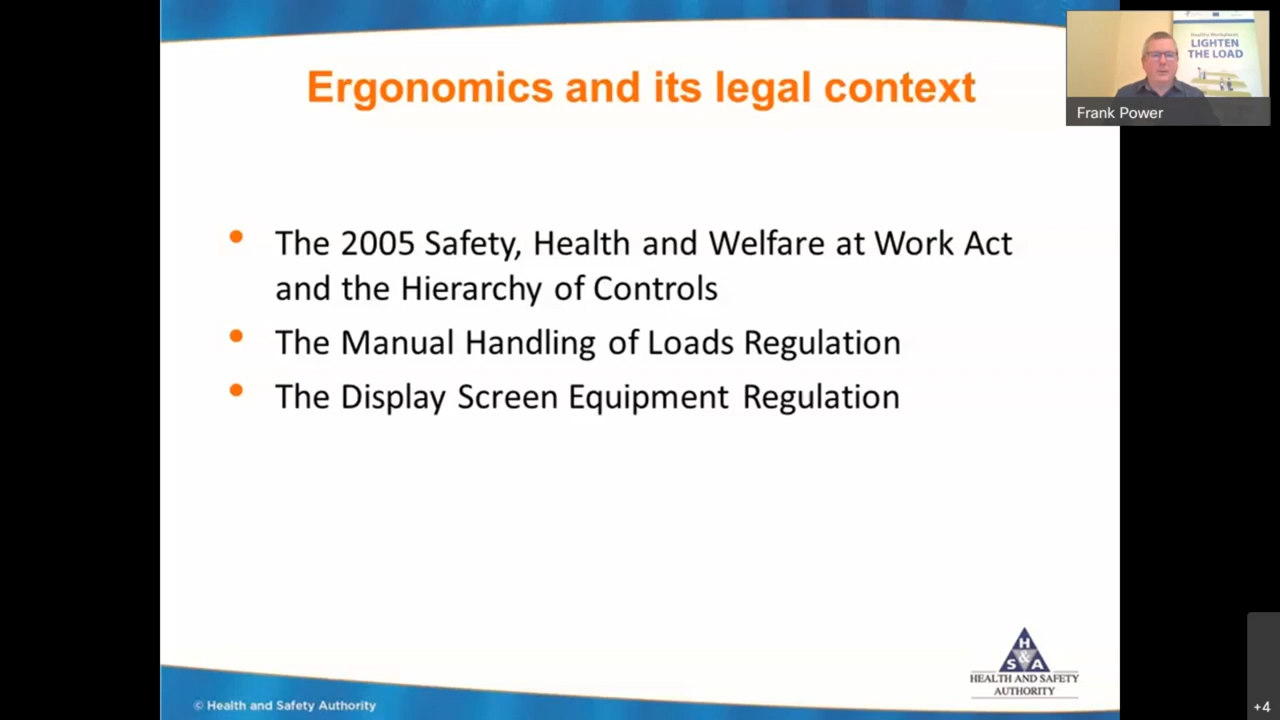 Ergonomics and its legal context
• The 2005 Safety, Health and Welfare at Work Act
and the Hierarchy of Controls
• The Manual Handling of Loads Regulation
• The Display Screen Equipment Regulation
H
S & A
HEALTH AND SAFETY
AUTHORITY
© Health and Safety Authority
Healthy Workplaces
LIGHTEN
THE LOAD
Frank Power
+4